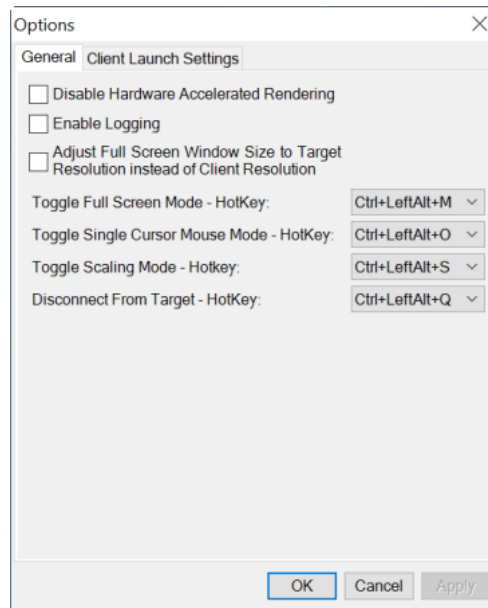 Options
General Client Launch Settings
Disable Hardware Accelerated Rendering
Enable Logging
Adjust Full Screen Window Size to Target
Resolution instead of Client Resolution
Toggle Full Screen Mode - HotKey: Ctrl+LeftAlt+M
Toggle Single Cursor Mouse Mode - HotKey: Ctrl+LeftAlt+O
Toggle Scaling Mode - Hotkey: Ctrl+LeftAlt+S
Disconnect From Target - HotKey: Ctrl+LeftAlt+Q
OK Cancel Apply